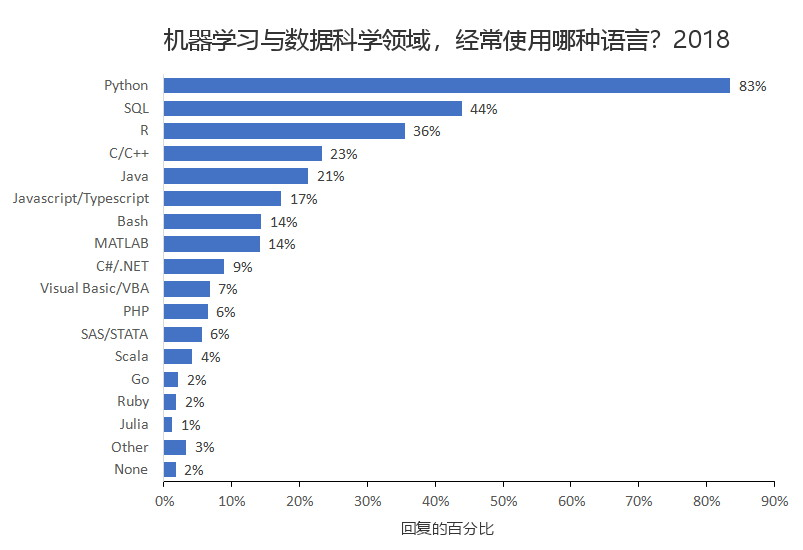 机器学习与数据科学领域，经常使用哪种语言？2018
Python 83%
SQL 44%
R 36%
C/C++ 23%
Java 21%
Javascript/Typescript 17%
Bash 14%
MATLAB 14%
C#/.NET 9%
Visual Basic/VBA 7%
PHP 6%
SAS/STATA 6%
Scala 4%
Go 2%
Ruby 2%
Julia 1%
Other 3%
None 2%
0% 10% 20% 30% 40% 50% 60% 70% 80% 90%
回复的百分比